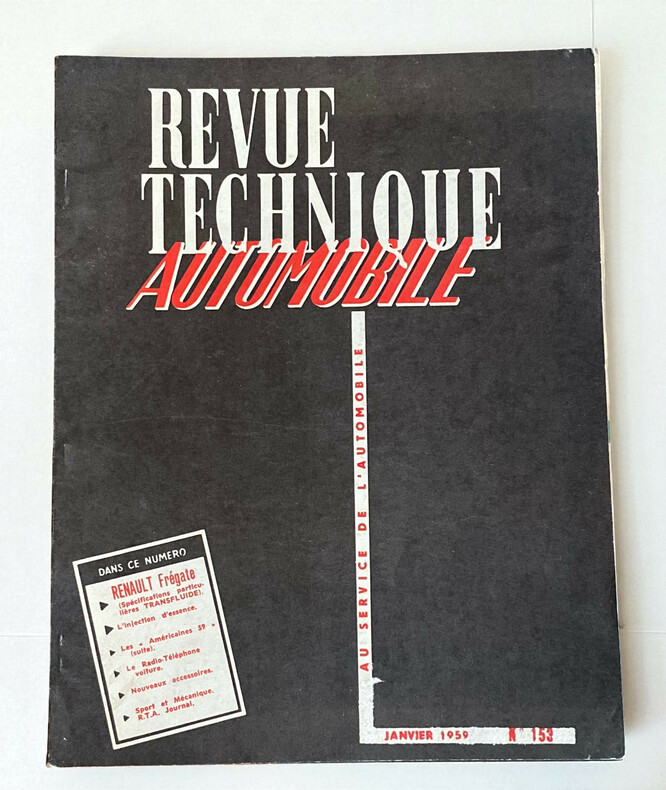 REVUE
TECHNIQUE
AUTOMOBILE
AU SERVICE DE L'AUTOMOBILE
DANS CE NUMERO
RENAULT Frégate
(Spécifications particu-
lières TRANSFLUIDE).
L'injection d'essence.
Les « Américaines 59 »
(suite).
Le Radio-Téléphone
voiture.
Nouveaux accessoires.
Sport et Mécanique.
R.T.A. Journal.
JANVIER 1959 N° 153